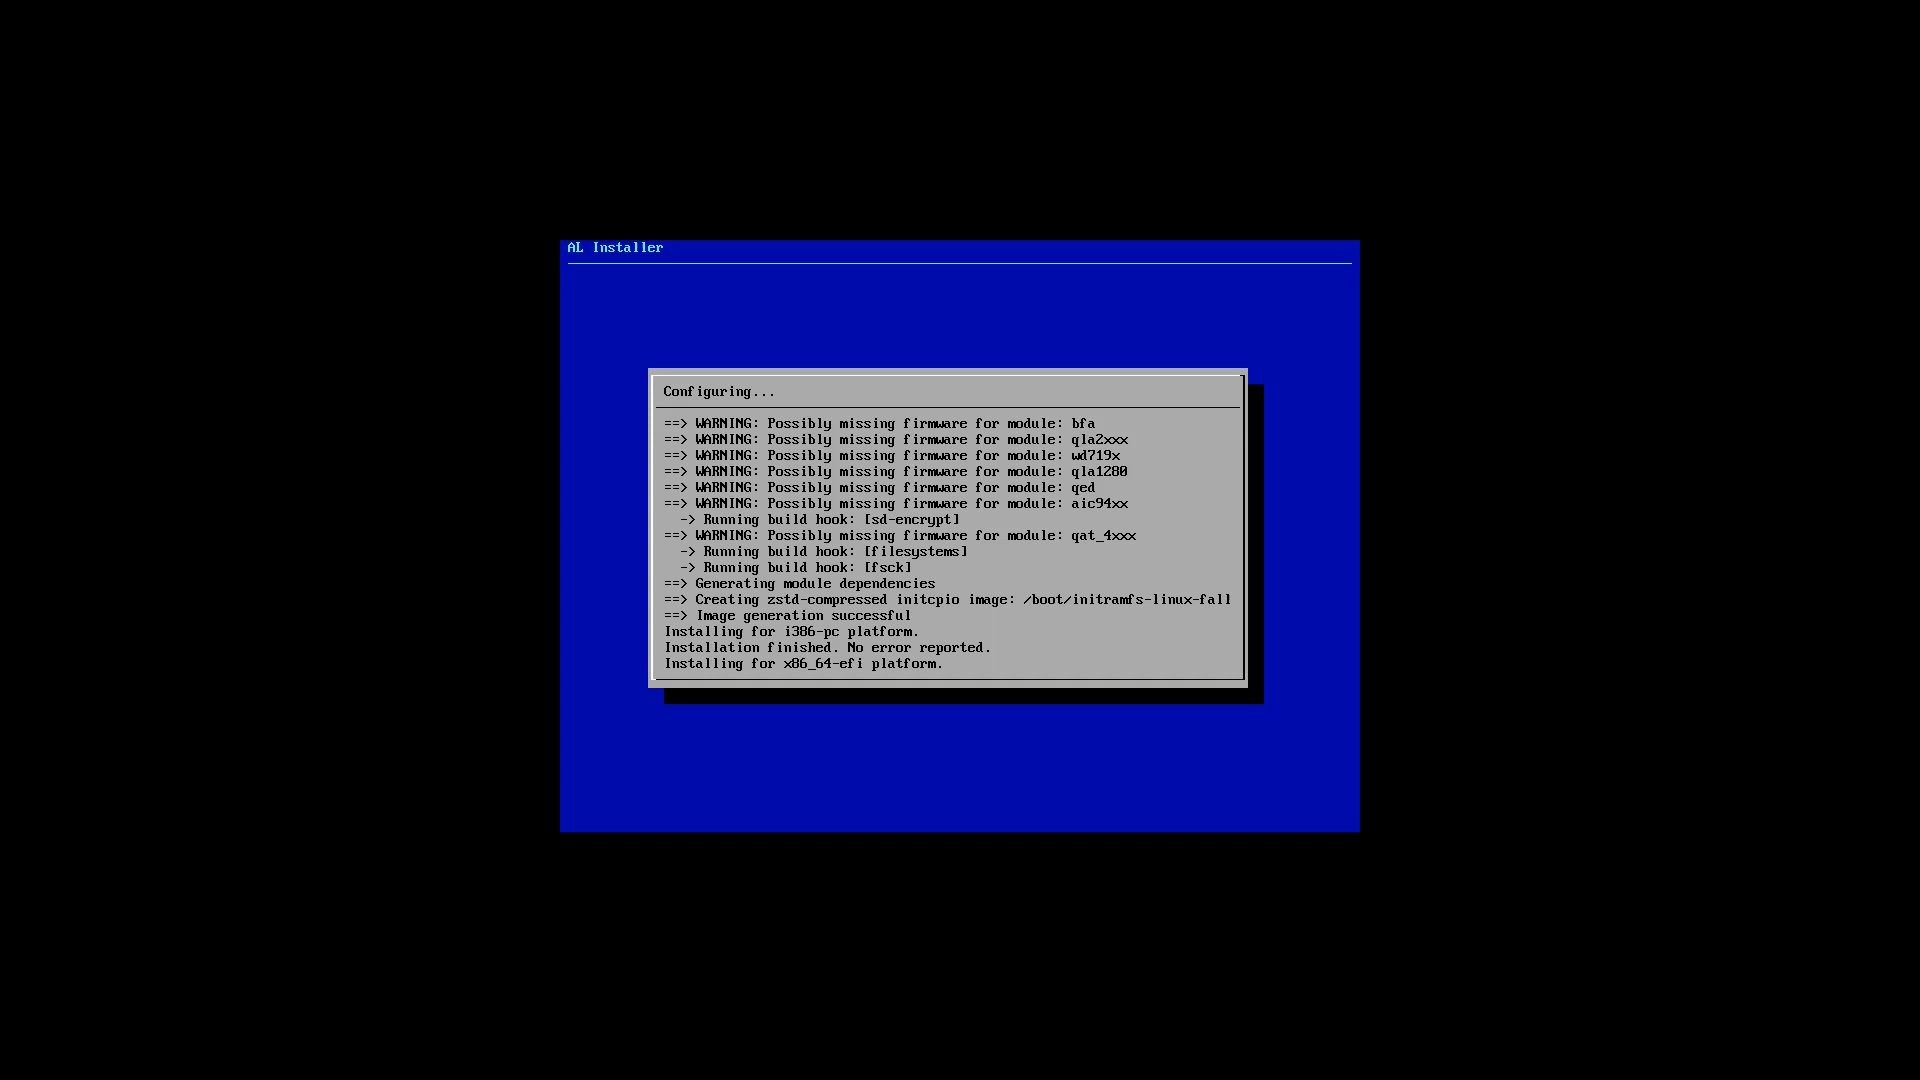 AL Installer
Configuring...
==> WARNING: Possibly missing firmware for module: bfa
==> WARNING: Possibly missing firmware for module: qla2xxx
==> WARNING: Possibly missing firmware for module: wd719x
==> WARNING: Possibly missing firmware for module: qla1280
==> WARNING: Possibly missing firmware for module: qed
==> WARNING: Possibly missing firmware for module: aic94xx
  -> Running build hook: [sd-encrypt]
==> WARNING: Possibly missing firmware for module: qat_4xxx
  -> Running build hook: [filesystems]
  -> Running build hook: [fsck]
==> Generating module dependencies
==> Creating zstd-compressed initcpio image: /boot/initramfs-linux-fall
==> Image generation successful
Installing for i386-pc platform.
Installation finished. No error reported.
Installing for x86_64-efi platform.